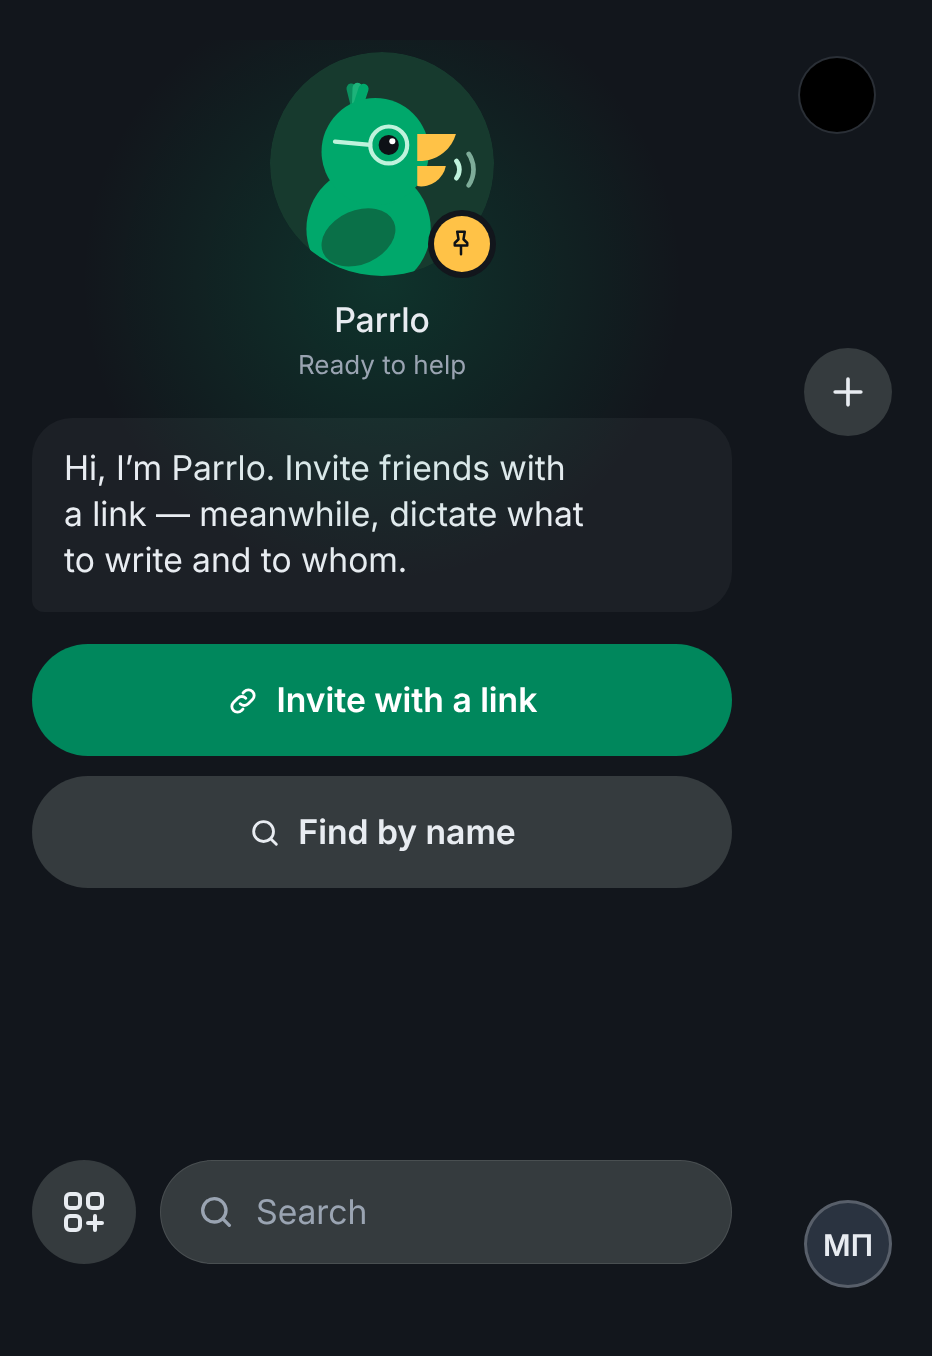 Parrlo
Ready to help
Hi, I’m Parrlo. Invite friends with
a link — meanwhile, dictate what
to write and to whom.
Invite with a link
Find by name
Search
МП